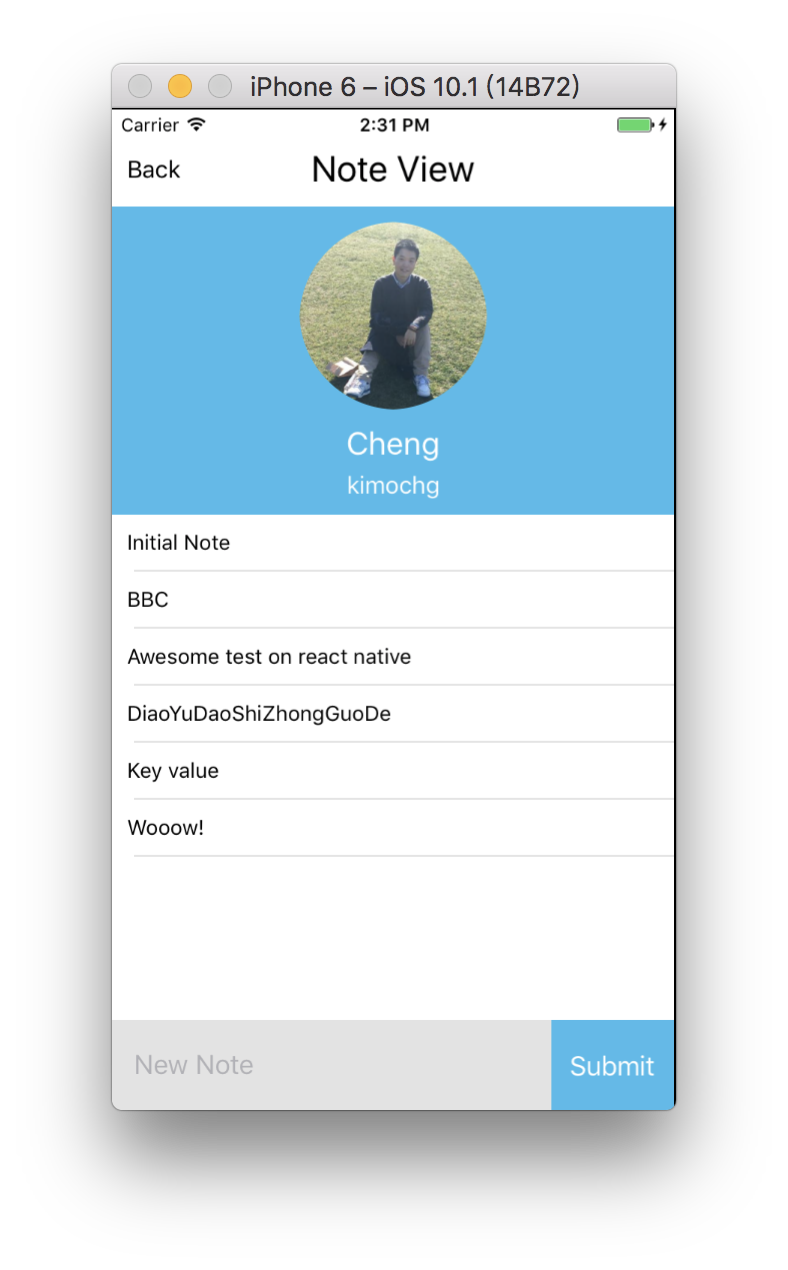 iPhone 6 – iOS 10.1 (14B72)
Carrier 2:31 PM
Back Note View
Cheng
kimochg
Initial Note
BBC
Awesome test on react native
DiaoYuDaoShiZhongGuoDe
Key value
Wooow!
New Note Submit